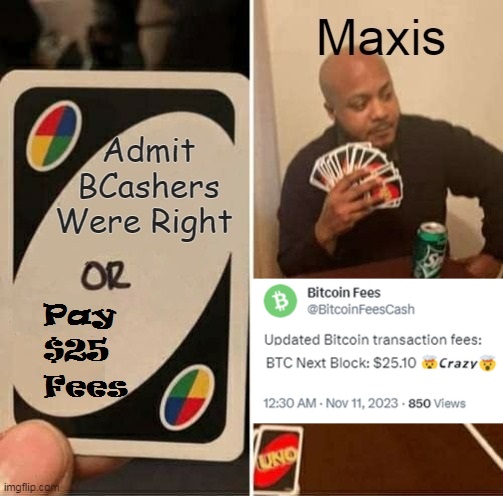 Admit
BCashers
Were Right
OR
Pay
$25
Fees
Maxis
Bitcoin Fees
@BitcoinFeesCash
Updated Bitcoin transaction fees:
BTC Next Block: $25.10 🤯Crazy🤯
12:30 AM · Nov 11, 2023 · 850 Views
UNO
imgflip.com